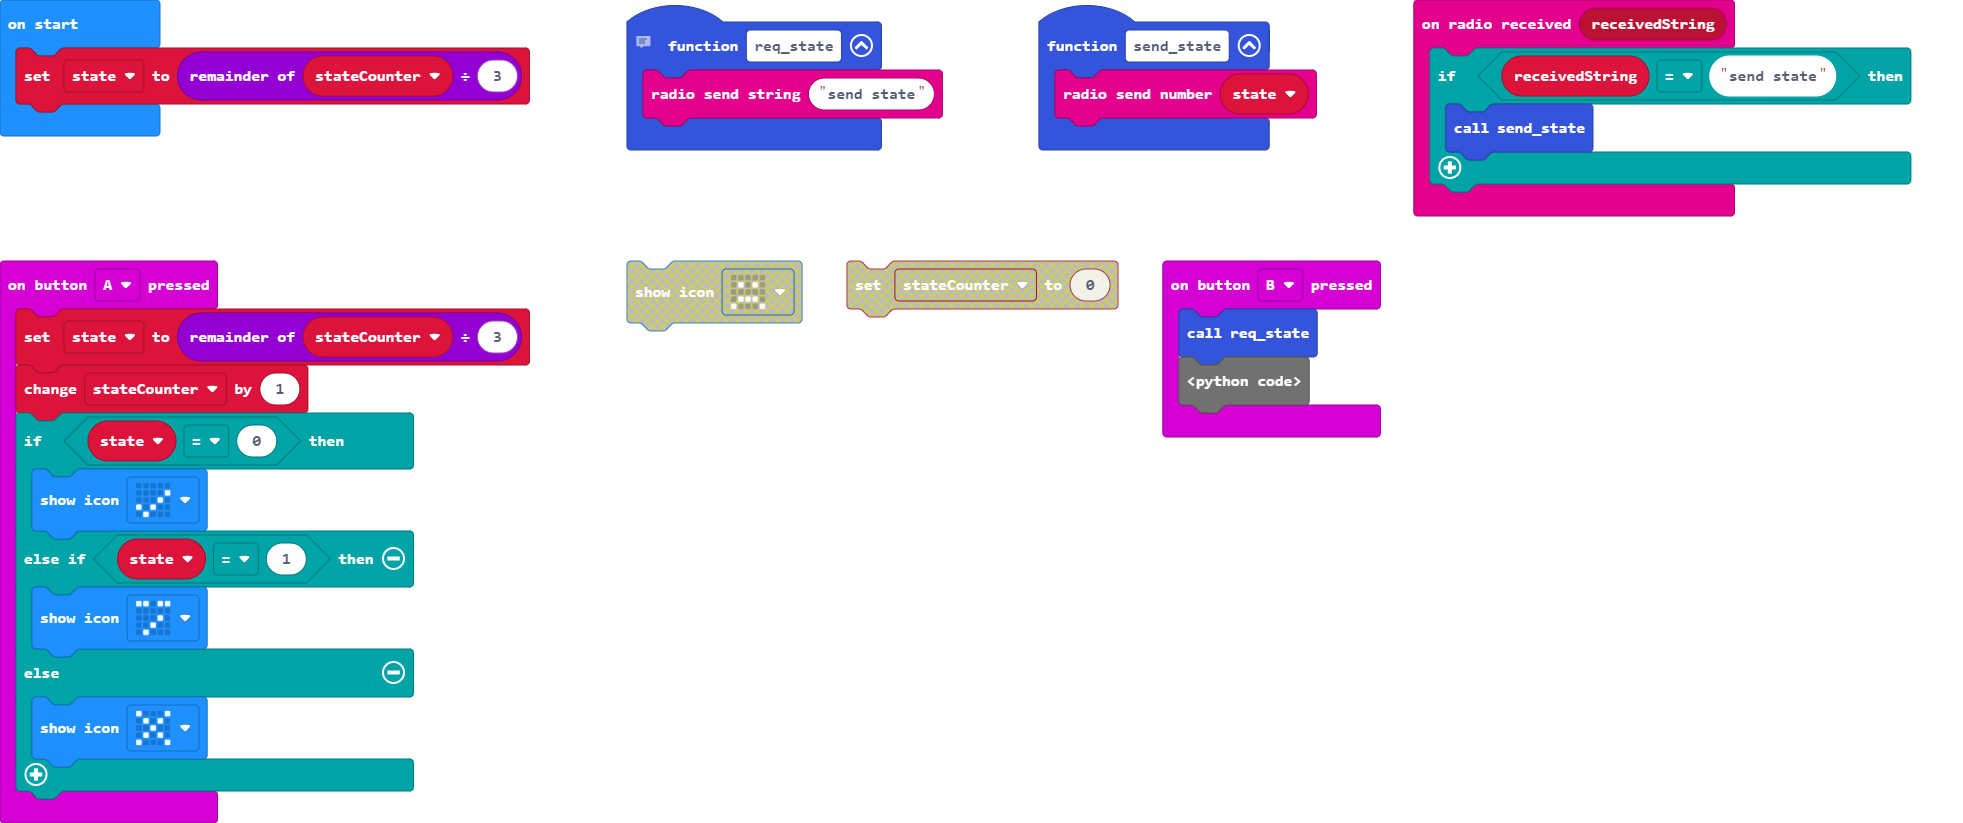 on start
set state to remainder of stateCounter ÷ 3
function req_state
radio send string "send state"
function send_state
radio send number state
on radio received receivedString
if receivedString = "send state" then
call send_state
on button A pressed
set state to remainder of stateCounter ÷ 3
change stateCounter by 1
if state = 0 then
show icon
else if state = 1 then
show icon
else
show icon
show icon
set stateCounter to 0
on button B pressed
call req_state
<python code>